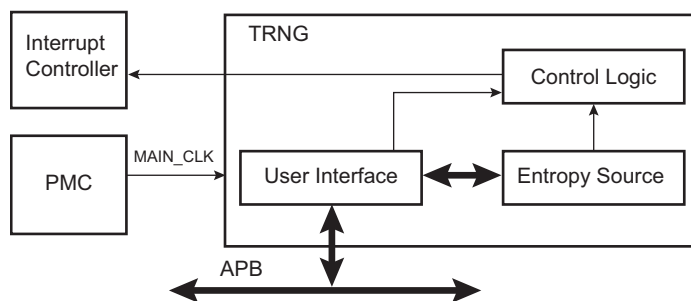 Interrupt
Controller
TRNG
Control Logic
PMC
MAIN_CLK
User Interface
Entropy Source
APB